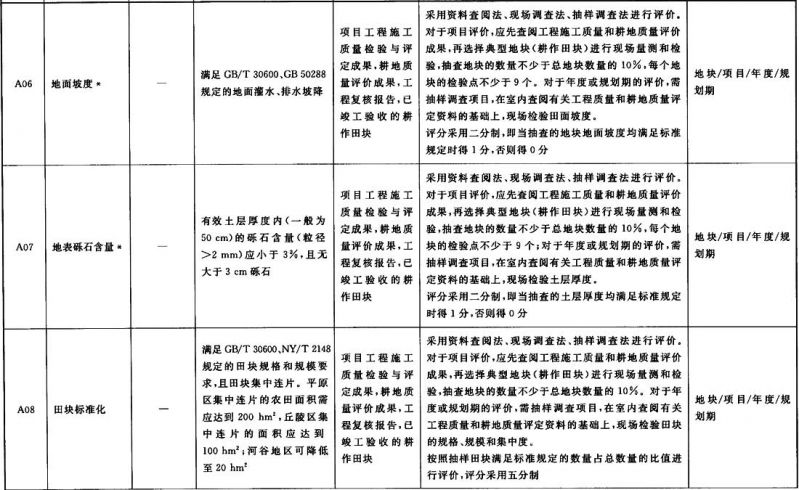 A06
地面坡度*
—
满足 GB/T 30600、GB 50288
规定的地面灌水、排水坡降
项目工程施工
质量检验与评
定成果,耕地质
量评价成果,工
程复核报告,已
竣工验收的耕
作田块
采用资料查阅法、现场调查法、抽样调查法进行评价。
对于项目评价,应先查阅工程施工质量和耕地质量评价
成果,再选择典型地块(耕作田块)进行现场量测和检
验,抽查地块的数量不少于总地块数量的 10%,每个地
块的检验点不少于 9 个。对于年度或规划期的评价,需
抽样调查项目,在室内查阅有关工程质量和耕地质量评
定资料的基础上,现场检验田面坡度。
评分采用二分制,即当抽查的地块地面坡度均满足标准
规定时得 1 分,否则得 0 分
地块/项目/年度/规
划期
A07
地表砾石含量*
—
有效土层厚度内(一般为
50 cm)的砾石含量(粒径
>2 mm)应小于 3%,且无
大于 3 cm 砾石
项目工程施工
质量检验与评
定成果,耕地质
量评价成果,工
程复核报告,已
竣工验收的耕
作田块
采用资料查阅法、现场调查法、抽样调查法进行评价。
对于项目评价,应先查阅工程施工质量和耕地质量评价
成果,再选择典型地块(耕作田块)进行现场量测和检
验,抽查地块的数量不少于总地块数量的 10%,每个地
块的检验点不少于 9 个;对于年度或规划期的评价,需
抽样调查项目,在室内查阅有关工程质量和耕地质量评
定资料的基础上,现场检验土层厚度。
评分采用二分制,即当抽查的土层厚度均满足标准规定
时得 1 分,否则得 0 分
地块/项目/年度/规
划期
A08
田块标准化
—
满足 GB/T 30600、NY/T 2148
规定的田块规格和规模要
求,且田块集中连片。平原
区集中连片的农田面积需
应达到 200 hm²,丘陵区集
中连片的面积应达到
100 hm²;河谷地区可降低
至 20 hm²
项目工程施工
质量检验与评
定成果,耕地质
量评价成果,工
程复核报告,已
竣工验收的耕
作田块
采用资料查阅法、现场调查法、抽样调查法进行评价。
对于项目评价,应先查阅工程施工质量和耕地质量评价
成果,再选择典型地块(耕作田块)进行现场量测和检
验,抽查地块的数量不少于总地块数量的 10%。对于年
度或规划期的评价,需抽样调查项目,在室内查阅有关
工程质量和耕地质量评定资料的基础上,现场检验田块
的规格、规模和集中度。
按照抽样田块满足标准规定的数量占总数量的比值进
行评价,评分采用五分制
地块/项目/年度/规
划期